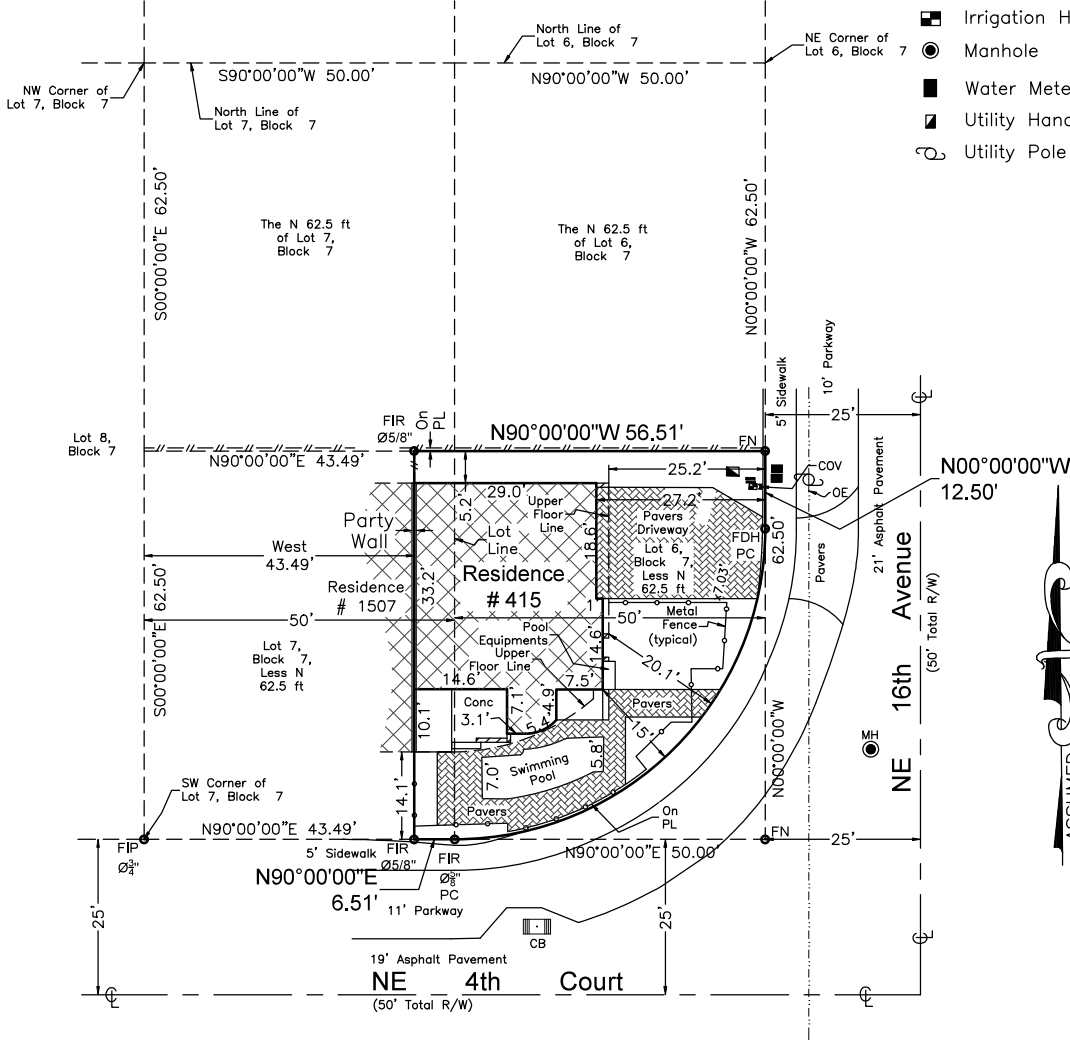 North Line of
Lot 6, Block 7
NE Corner of
Lot 6, Block 7
Irrigation H
Manhole
Water Mete
Utility Hand
Utility Pole
S90°00'00"W 50.00'
N90°00'00"W 50.00'
NW Corner of
Lot 7, Block 7
North Line of
Lot 7, Block 7
S00°00'00"E 62.50'
The N 62.5 ft
of Lot 7,
Block 7
The N 62.5 ft
of Lot 6,
Block 7
N00°00'00"W 62.50'
5' Sidewalk
10' Parkway
25'
Lot 8,
Block 7
FIR
Ø5/8"
On
PL
N90°00'00"W 56.51'
FN
N90°00'00"E 43.49'
25.2'
COV
OE
N00°00'00"W
12.50'
21' Asphalt Pavement
5.2'
29.0'
Upper
Floor
Line
27.2'
Pavers
Driveway
Party
Wall
Lot
Line
18.6'
Lot 6,
Block 7,
Less N
62.5 ft
FDH
PC
62.50'
West
43.49'
Residence
# 1507
33.2'
Residence
# 415
47.03'
Pavers
50'
50'
Metal
Fence
(typical)
Pool
Equipments
Upper
Floor Line
14.6'
20.1'
NE 16th Avenue
(50' Total R/W)
S00°00'00"E 62.50'
Lot 7,
Block 7,
Less N
62.5 ft
14.6'
7.5'
10.1'
Conc
3.1'
7.1'
5.4'
4.9'
Pavers
15'
N00°00'00"W
MH
7.0'
Swimming
Pool
5.8'
SW Corner of
Lot 7, Block 7
14.1'
Pavers
On
PL
N90°00'00"E 43.49'
FIP
Ø3/4"
5' Sidewalk
FIR
Ø5/8"
FIR
Ø5/8"
PC
N90°00'00"E 50.00'
FN
25'
N90°00'00"E
6.51'
11' Parkway
25'
25'
CB
19' Asphalt Pavement
NE 4th Court
(50' Total R/W)
ASSUMED